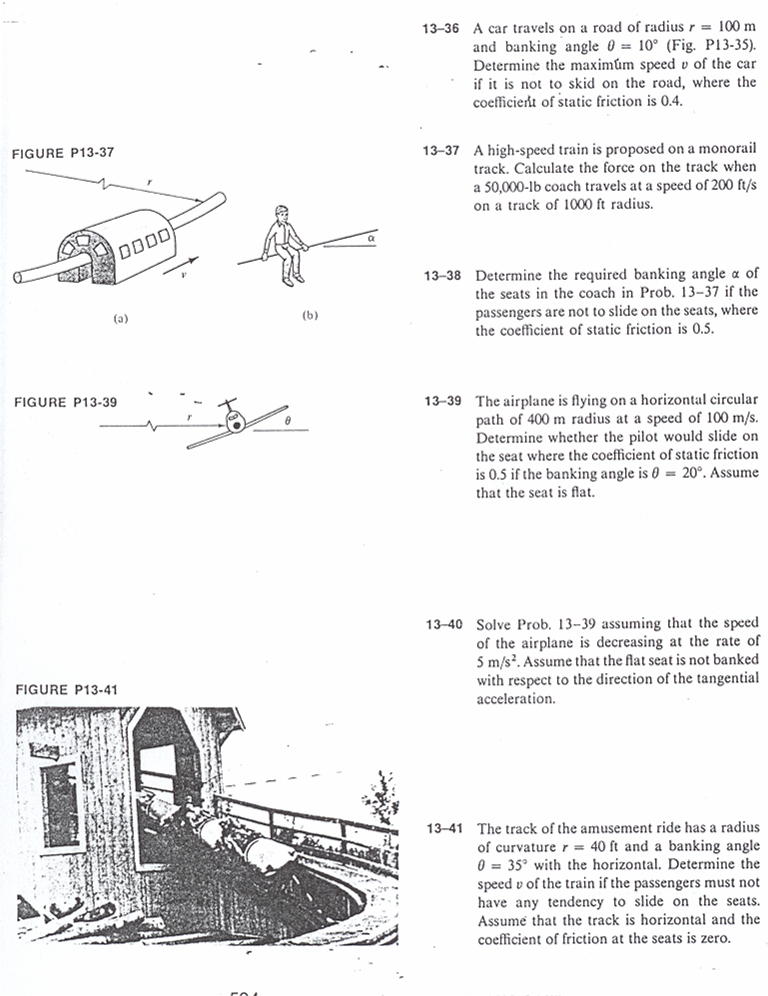 13–36 A car travels on a road of radius r = 100 m
and banking angle θ = 10° (Fig. P13-35).
Determine the maximum speed v of the car
if it is not to skid on the road, where the
coefficient of static friction is 0.4.
FIGURE P13-37
r
v
α
(a)
(b)
13–37 A high-speed train is proposed on a monorail
track. Calculate the force on the track when
a 50,000-lb coach travels at a speed of 200 ft/s
on a track of 1000 ft radius.
13–38 Determine the required banking angle α of
the seats in the coach in Prob. 13–37 if the
passengers are not to slide on the seats, where
the coefficient of static friction is 0.5.
FIGURE P13-39
r
θ
13–39 The airplane is flying on a horizontal circular
path of 400 m radius at a speed of 100 m/s.
Determine whether the pilot would slide on
the seat where the coefficient of static friction
is 0.5 if the banking angle is θ = 20°. Assume
that the seat is flat.
13–40 Solve Prob. 13–39 assuming that the speed
of the airplane is decreasing at the rate of
5 m/s². Assume that the flat seat is not banked
with respect to the direction of the tangential
acceleration.
FIGURE P13-41
13–41 The track of the amusement ride has a radius
of curvature r = 40 ft and a banking angle
θ = 35° with the horizontal. Determine the
speed v of the train if the passengers must not
have any tendency to slide on the seats.
Assume that the track is horizontal and the
coefficient of friction at the seats is zero.